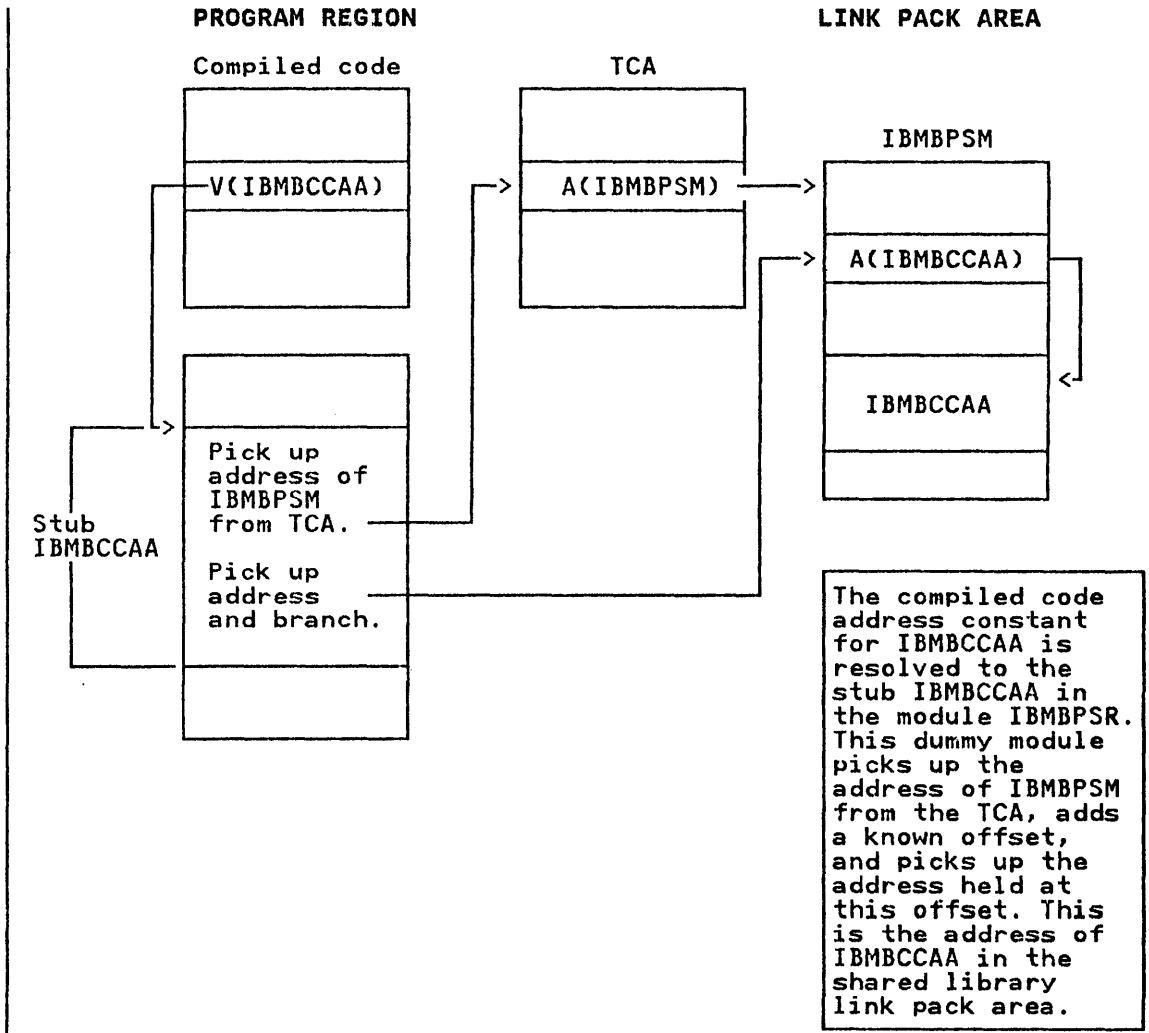 PROGRAM REGION
LINK PACK AREA
Compiled code
TCA
IBMBPSM
V(IBMBCCAA)
A(IBMBPSM)
A(IBMBCCAA)
IBMBCCAA
Pick up
address of
IBMBPSM
from TCA.
Pick up
address
and branch.
Stub
IBMBCCAA
The compiled code
address constant
for IBMBCCAA is
resolved to the
stub IBMBCCAA in
the module IBMBPSR.
This dummy module
picks up the
address of IBMBPSM
from the TCA, adds
a known offset,
and picks up the
address held at
this offset. This
is the address of
IBMBCCAA in the
shared library
link pack area.